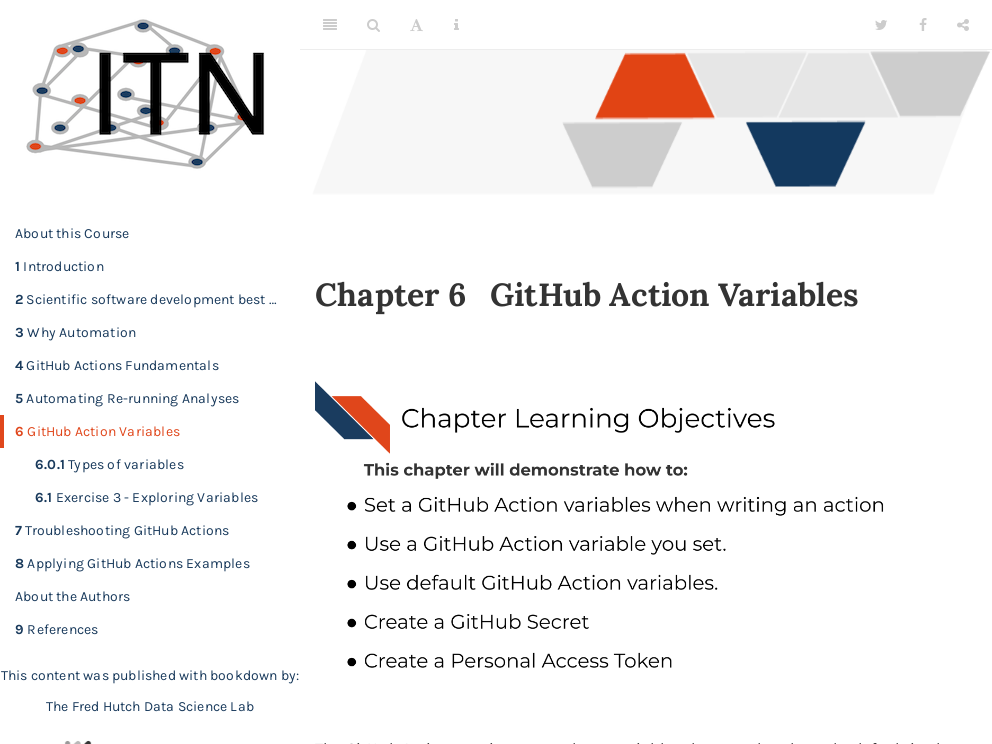 ITN
About this Course
1 Introduction
2 Scientific software development best ...
3 Why Automation
4 GitHub Actions Fundamentals
5 Automating Re-running Analyses
6 GitHub Action Variables
6.0.1 Types of variables
6.1 Exercise 3 - Exploring Variables
7 Troubleshooting GitHub Actions
8 Applying GitHub Actions Examples
About the Authors
9 References
This content was published with bookdown by:
The Fred Hutch Data Science Lab
Chapter 6 GitHub Action Variables
Chapter Learning Objectives
This chapter will demonstrate how to:
● Set a GitHub Action variables when writing an action
● Use a GitHub Action variable you set.
● Use default GitHub Action variables.
● Create a GitHub Secret
● Create a Personal Access Token